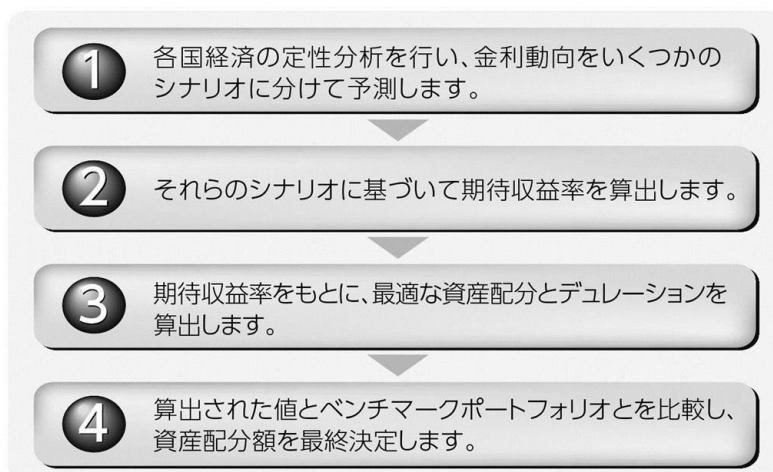 1 各国経済の定性分析を行い、金利動向をいくつかの
シナリオに分けて予測します。
2 それらのシナリオに基づいて期待収益率を算出します。
3 期待収益率をもとに、最適な資産配分とデュレーションを
算出します。
4 算出された値とベンチマークポートフォリオとを比較し、
資産配分額を最終決定します。